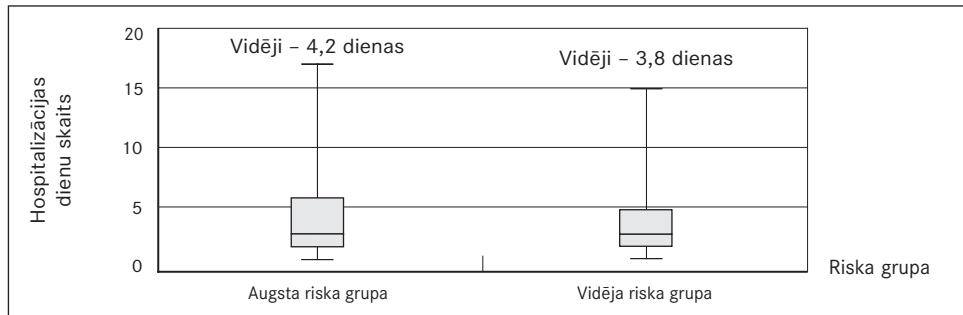 Hospitalizācijas
dienu skaits
20
15
10
5
0
Vidēji – 4,2 dienas
Vidēji – 3,8 dienas
Augsta riska grupa
Vidēja riska grupa
Riska grupa